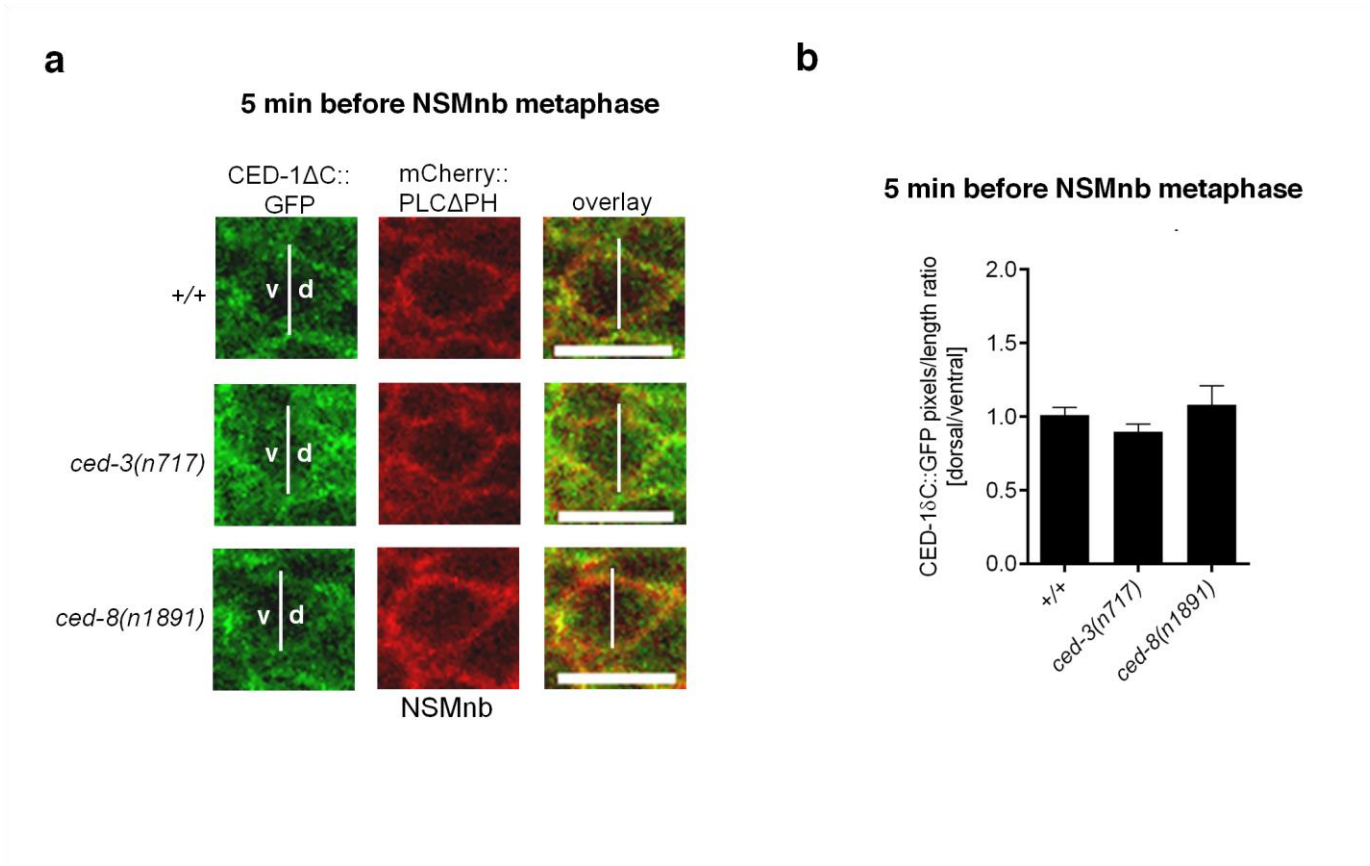 a
5 min before NSMnb metaphase
CED-1ΔC::
GFP
mCherry::
PLCΔPH
overlay
+/+
v d
ced-3(n717)
v d
ced-8(n1891)
v d
NSMnb
b
5 min before NSMnb metaphase
CED-1δC::GFP pixels/length ratio
[dorsal/ventral]
2.0
1.5
1.0
0.5
0.0
+/+
ced-3(n717)
ced-8(n1891)